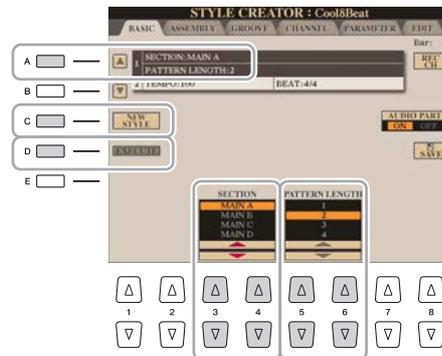 STYLE CREATOR : Cool8Beat
BASIC ASSEMBLY GROOVE CHANNEL PARAMETER EDIT
Bar:
A
1 SECTION:MAIN A
PATTERN LENGTH:2
REC CH
B
2 TEMPO:100 BEAT:4/4
C
NEW STYLE
AUDIO PART
ON OFF
D
EXECUTE
SAVE
E
SECTION PATTERN LENGTH
MAIN A 1
MAIN B 2
MAIN C 3
MAIN D 4
1 2 3 4 5 6 7 8